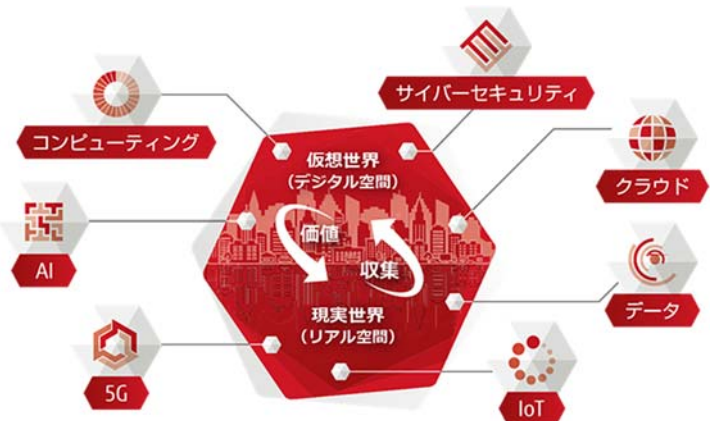 サイバーセキュリティ
コンピューティング
仮想世界
(デジタル空間)
クラウド
AI
価値
収集
データ
現実世界
(リアル空間)
5G
IoT